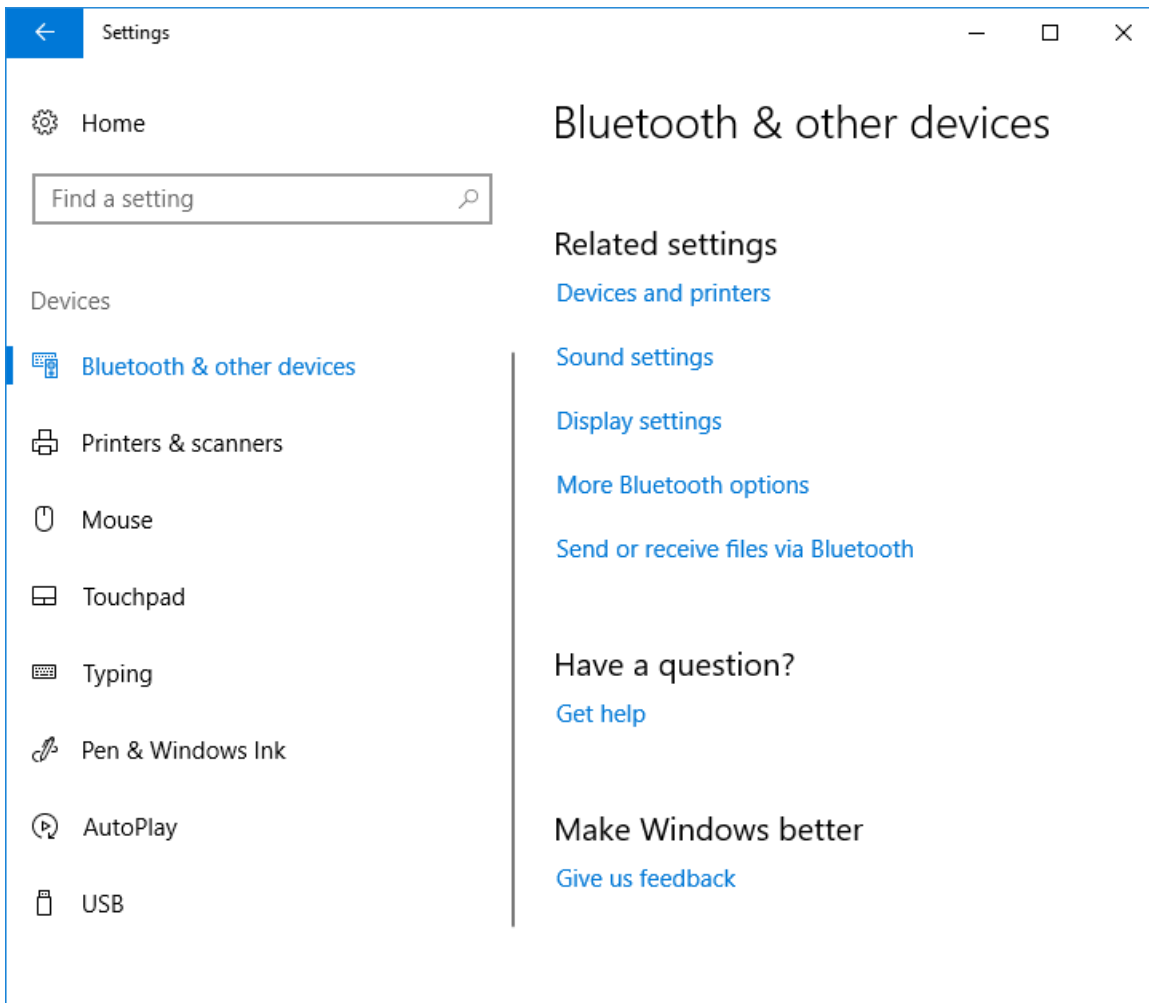 Settings
Home
Find a setting
Devices
Bluetooth & other devices
Printers & scanners
Mouse
Touchpad
Typing
Pen & Windows Ink
AutoPlay
USB
Bluetooth & other devices
Related settings
Devices and printers
Sound settings
Display settings
More Bluetooth options
Send or receive files via Bluetooth
Have a question?
Get help
Make Windows better
Give us feedback